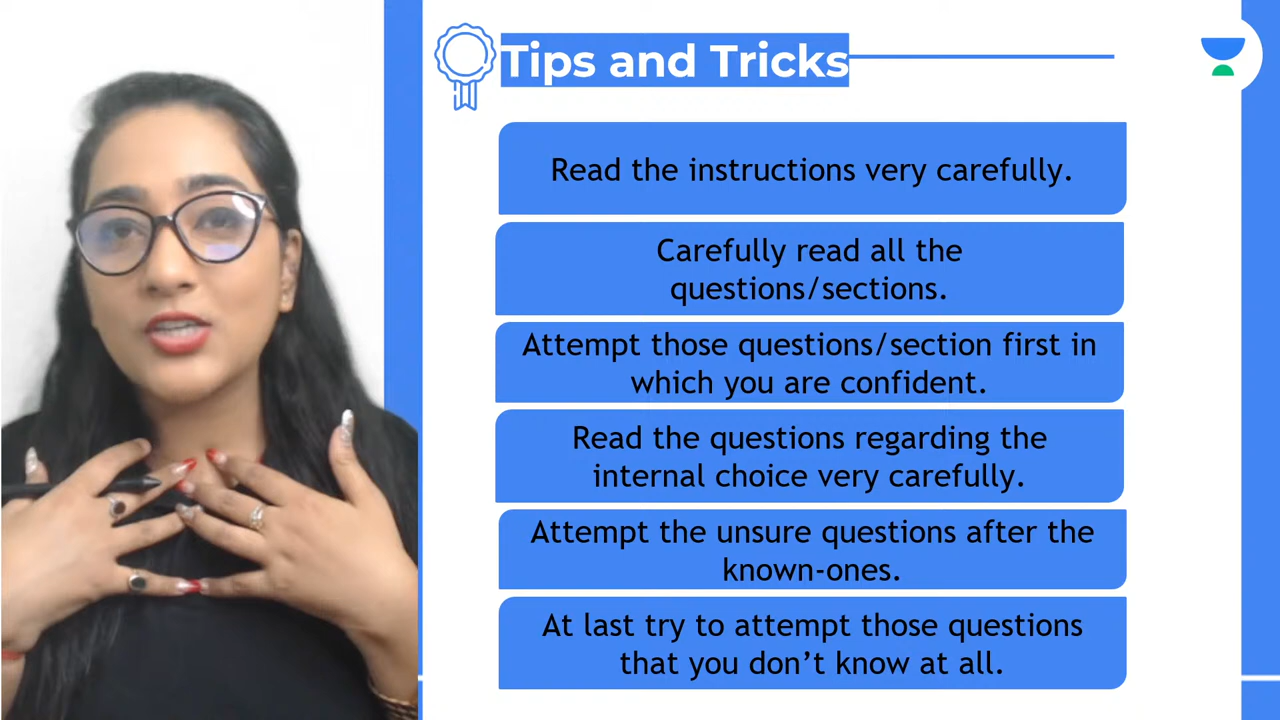 Tips and Tricks
Read the instructions very carefully.
Carefully read all the
questions/sections.
Attempt those questions/section first in
which you are confident.
Read the questions regarding the
internal choice very carefully.
Attempt the unsure questions after the
known-ones.
At last try to attempt those questions
that you don’t know at all.